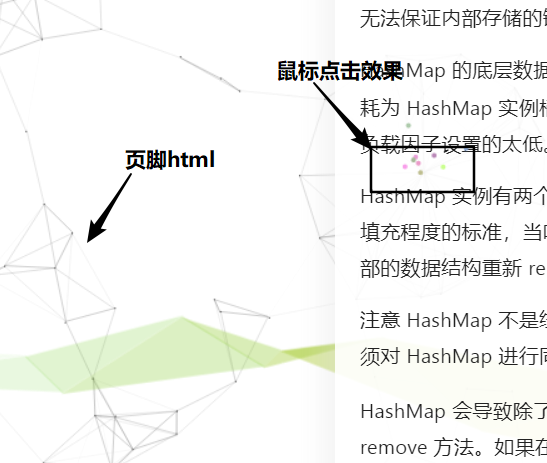 无法保证内部存储的
鼠标点击效果
HashMap 的底层数据
耗为 HashMap 实例
负载因子设置的太低。
页脚html
HashMap 实例有两个
填充程度的标准，当
部的数据结构重新 re
注意 HashMap 不是线
须对 HashMap 进行同
HashMap 会导致除了
remove 方法。如果在